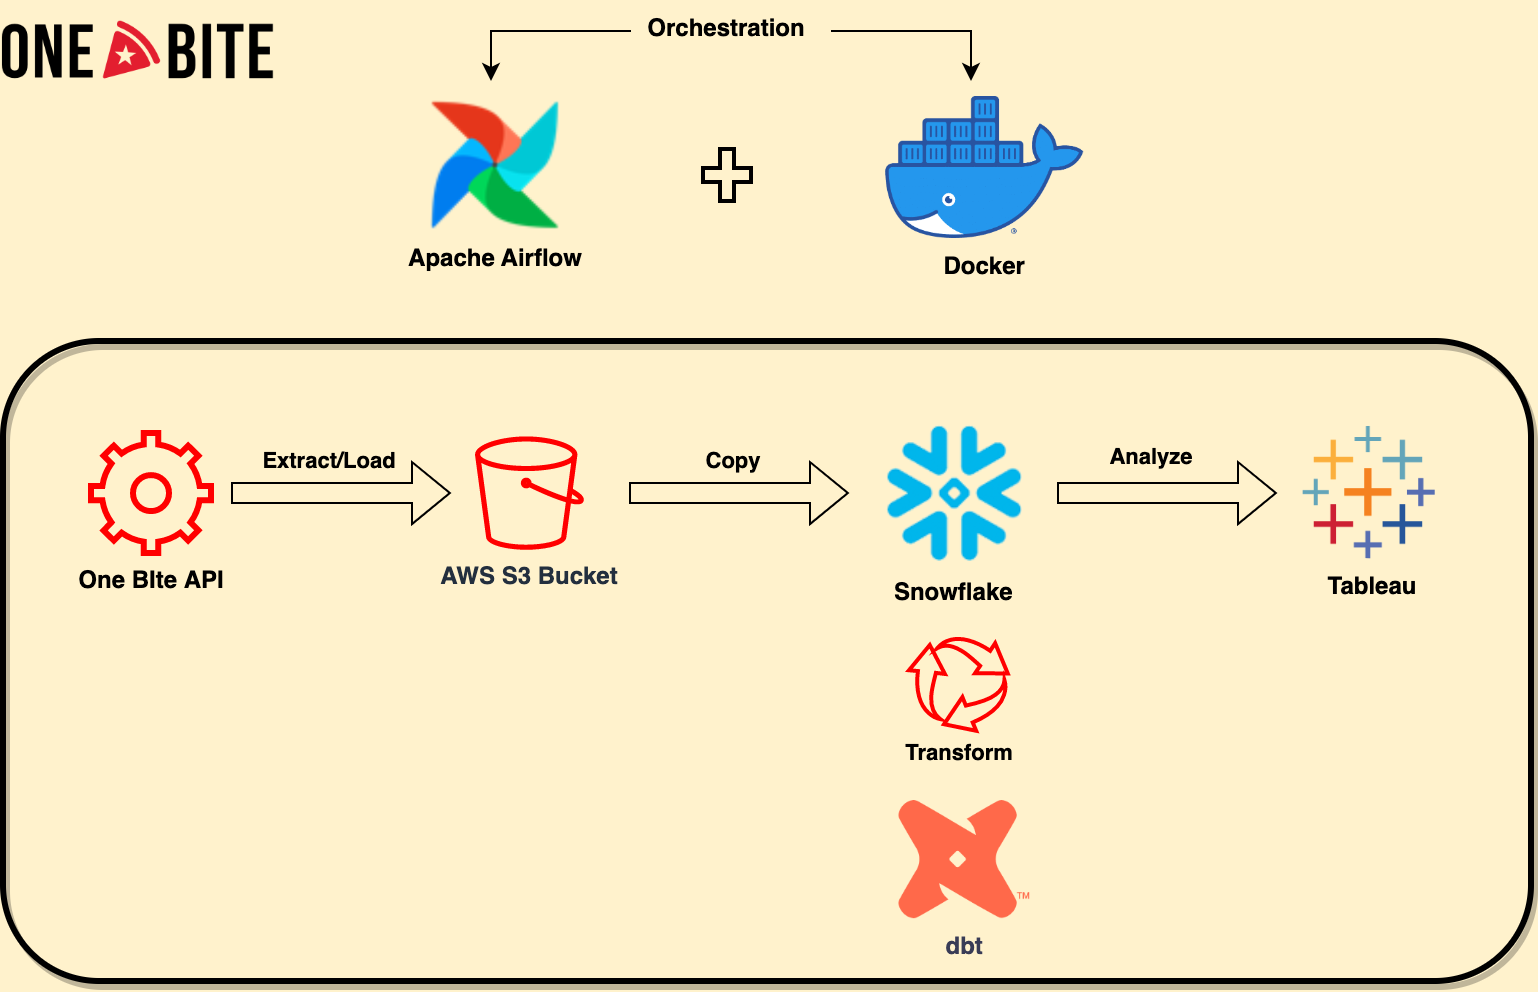 ONE BITE
Orchestration
Apache Airflow
Docker
Extract/Load
Copy
Analyze
One BIte API
AWS S3 Bucket
Snowflake
Tableau
Transform
TM
dbt